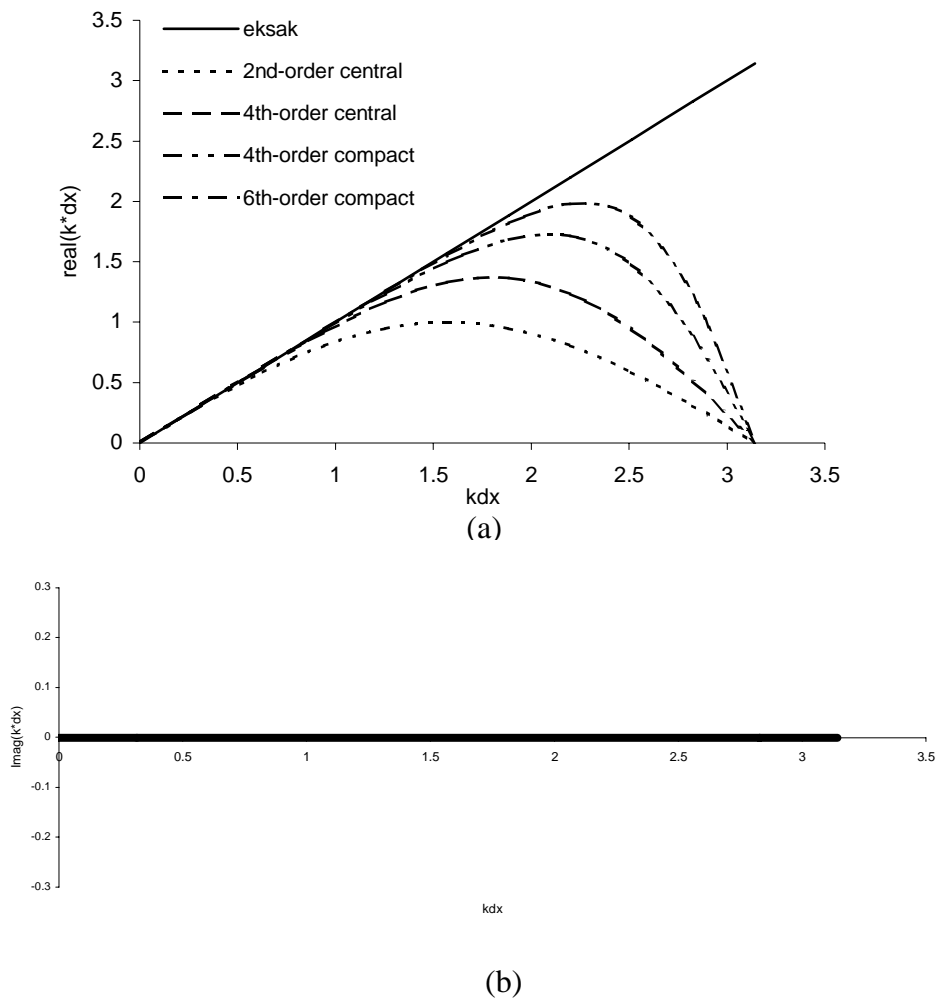 3.5
3
2.5
2
1.5
1
0.5
0
real(k*dx)
eksak
2nd-order central
4th-order central
4th-order compact
6th-order compact
0 0.5 1 1.5 2 2.5 3 3.5
kdx
(a)
0.3
0.2
0.1
0
-0.1
-0.2
-0.3
Imag(k*dx)
0 0.5 1 1.5 2 2.5 3 3.5
kdx
(b)